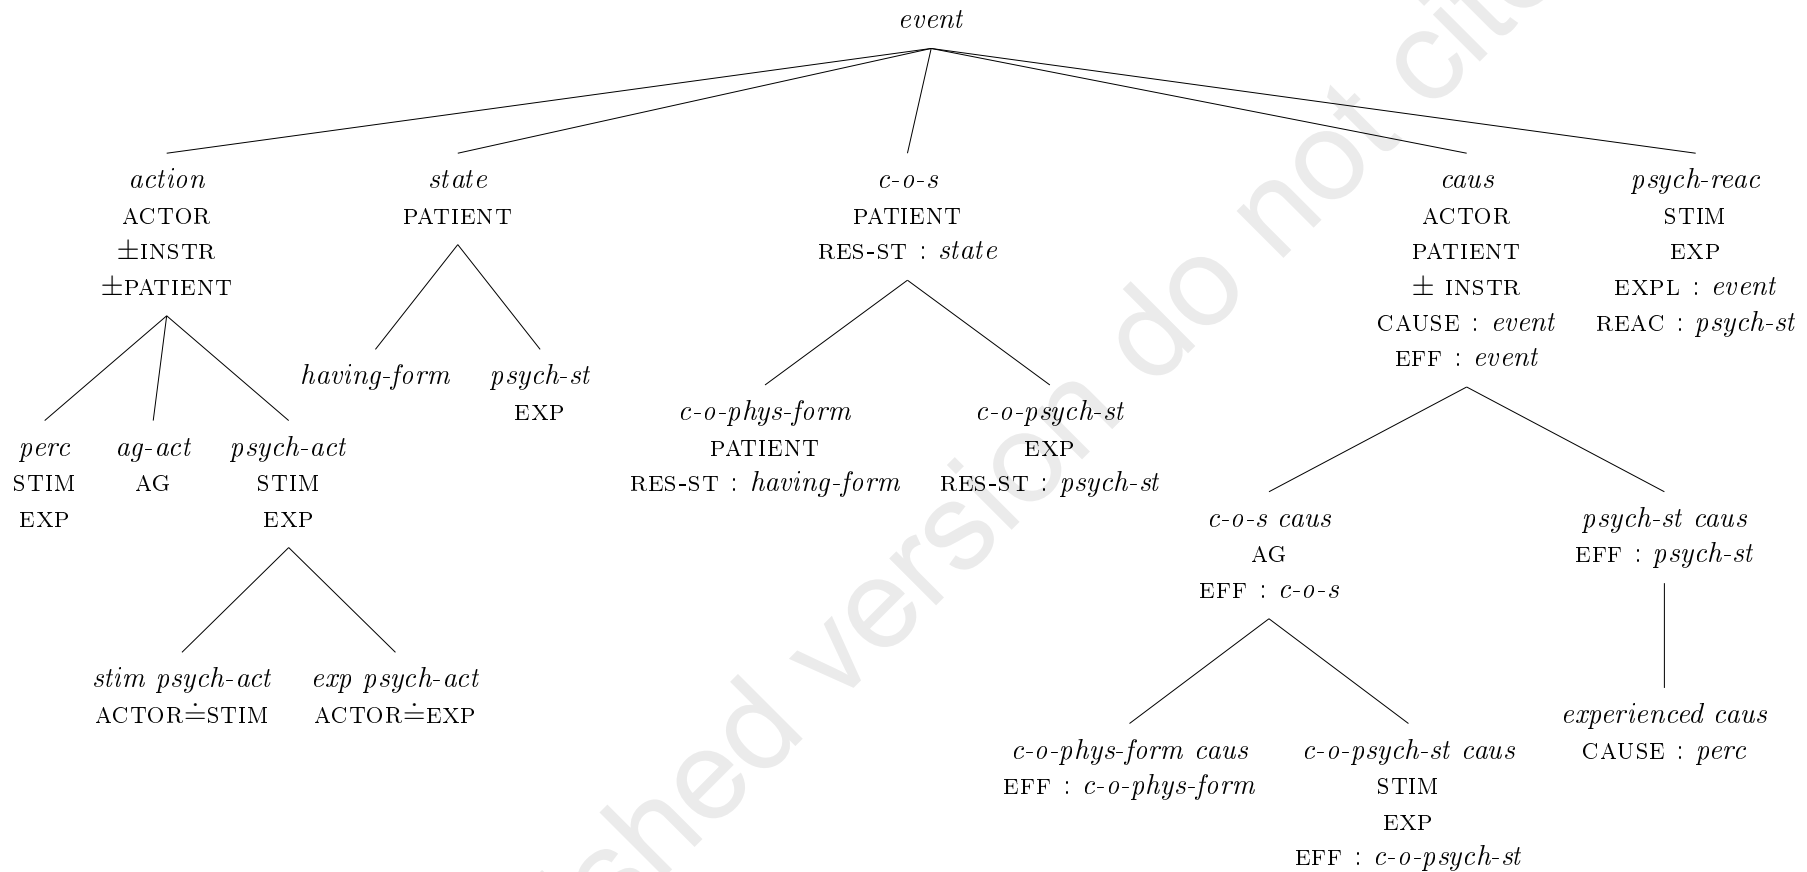 event
action
ACTOR
±INSTR
±PATIENT
state
PATIENT
c-o-s
PATIENT
RES-ST : state
caus
ACTOR
PATIENT
± INSTR
CAUSE : event
EFF : event
psych-reac
STIM
EXP
EXPL : event
REAC : psych-st
perc
STIM
EXP
ag-act
AG
psych-act
STIM
EXP
having-form
psych-st
EXP
c-o-phys-form
PATIENT
RES-ST : having-form
c-o-psych-st
EXP
RES-ST : psych-st
c-o-s caus
AG
EFF : c-o-s
psych-st caus
EFF : psych-st
stim psych-act
ACTOR≐STIM
exp psych-act
ACTOR≐EXP
c-o-phys-form caus
EFF : c-o-phys-form
c-o-psych-st caus
STIM
EXP
EFF : c-o-psych-st
experienced caus
CAUSE : perc
version do not